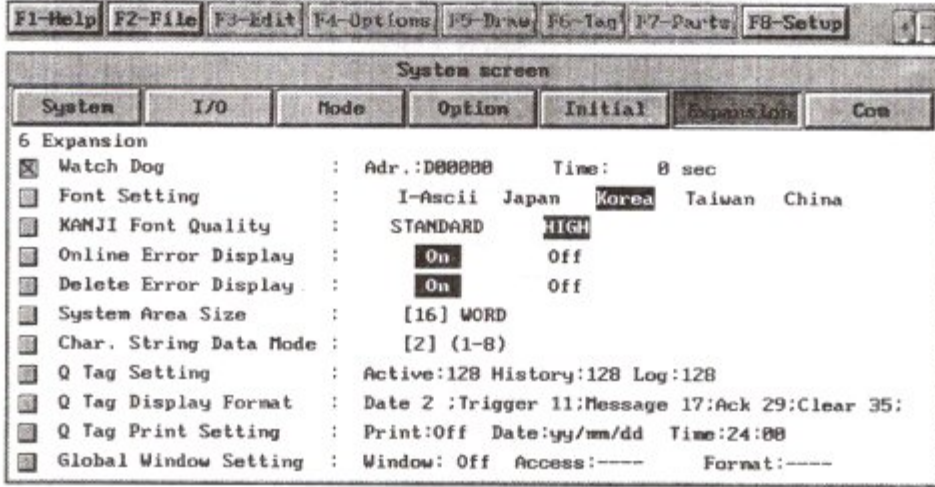 F1-Help F2-File F3-Edit F4-Options F5-Draw F6-Tag F7-Parts F8-Setup
System screen
System I/O Mode Option Initial Expansion Com
6 Expansion
Watch Dog : Adr.:D00000 Time: 0 sec
Font Setting : I-Ascii Japan Korea Taiwan China
KANJI Font Quality : STANDARD HIGH
Online Error Display : On Off
Delete Error Display : On Off
System Area Size : [16] WORD
Char. String Data Mode : [2] (1-8)
Q Tag Setting : Active:128 History:128 Log:128
Q Tag Display Format : Date 2 ;Trigger 11;Message 17;Ack 29;Clear 35;
Q Tag Print Setting : Print:Off Date:yy/mm/dd Time:24:00
Global Window Setting : Window: Off Access:---- Format:----